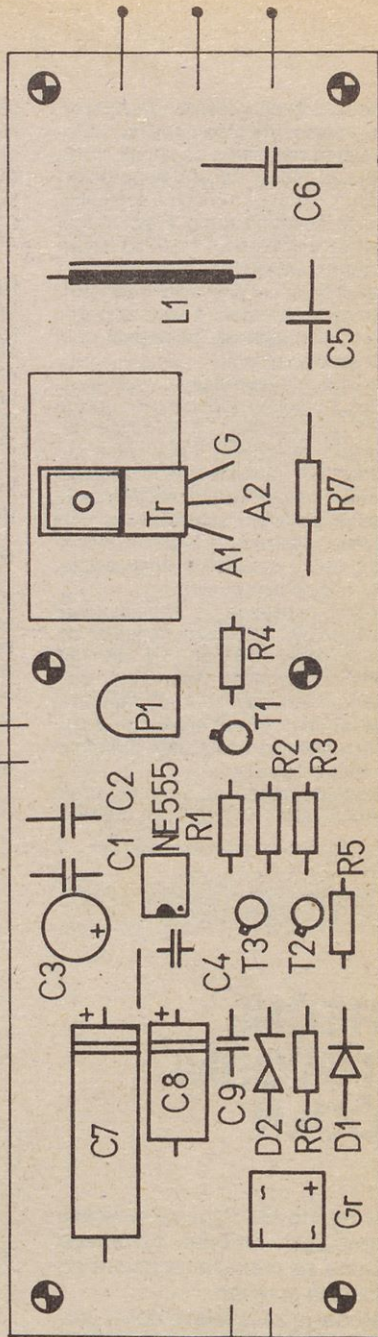 C6
L1
C5
Tr
G
A2
A1
R7
P1
R4
T1
C2
C1
NE555
R1
R2
R3
C3
+
C4
T3
T2
R5
C7
+
C8
+
C9
D2
R6
D1
Gr
-
~
~
+